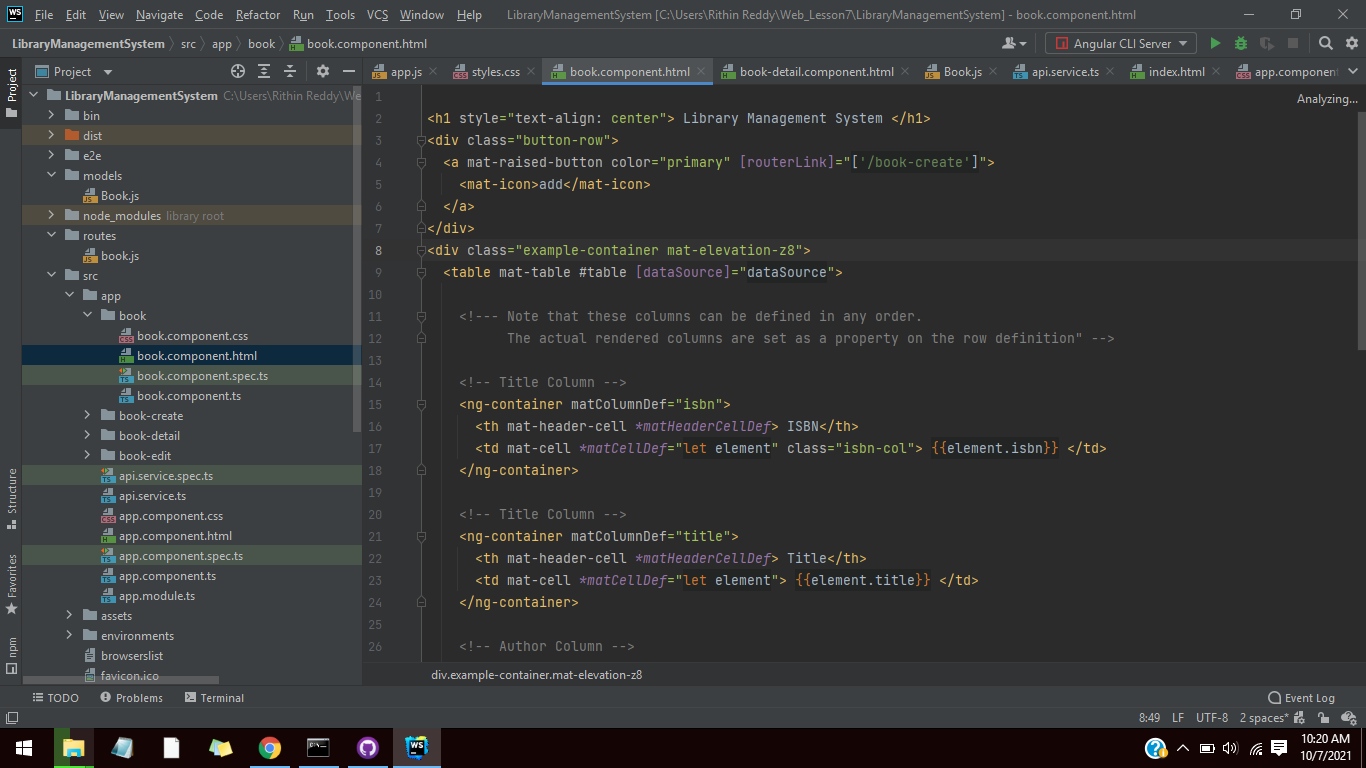 WS File Edit View Navigate Code Refactor Run Tools VCS Window Help LibraryManagementSystem [C:\Users\Rithin Reddy\Web_Lesson7\LibraryManagementSystem] - book.component.html
LibraryManagementSystem src app book book.component.html Angular CLI Server
Project
app.js styles.css book.component.html book-detail.component.html Book.js api.service.ts index.html app.component
Project
Structure
Favorites
npm
LibraryManagementSystem C:\Users\Rithin Reddy\We
bin
dist
e2e
models
Book.js
node_modules library root
routes
book.js
src
app
book
book.component.css
book.component.html
book.component.spec.ts
book.component.ts
book-create
book-detail
book-edit
api.service.spec.ts
api.service.ts
app.component.css
app.component.html
app.component.spec.ts
app.component.ts
app.module.ts
assets
environments
browserslist
favicon.ico
Analyzing...
1
2 <h1 style="text-align: center"> Library Management System </h1>
3 <div class="button-row">
4 <a mat-raised-button color="primary" [routerLink]="['/book-create']">
5 <mat-icon>add</mat-icon>
6 </a>
7 </div>
8 <div class="example-container mat-elevation-z8">
9 <table mat-table #table [dataSource]="dataSource">
10
11 <!--- Note that these columns can be defined in any order.
12 The actual rendered columns are set as a property on the row definition" -->
13
14 <!-- Title Column -->
15 <ng-container matColumnDef="isbn">
16 <th mat-header-cell *matHeaderCellDef> ISBN</th>
17 <td mat-cell *matCellDef="let element" class="isbn-col"> {{element.isbn}} </td>
18 </ng-container>
19
20 <!-- Title Column -->
21 <ng-container matColumnDef="title">
22 <th mat-header-cell *matHeaderCellDef> Title</th>
23 <td mat-cell *matCellDef="let element"> {{element.title}} </td>
24 </ng-container>
25
26 <!-- Author Column -->
div.example-container.mat-elevation-z8
TODO Problems Terminal Event Log
8:49 LF UTF-8 2 spaces*
10:20 AM
10/7/2021